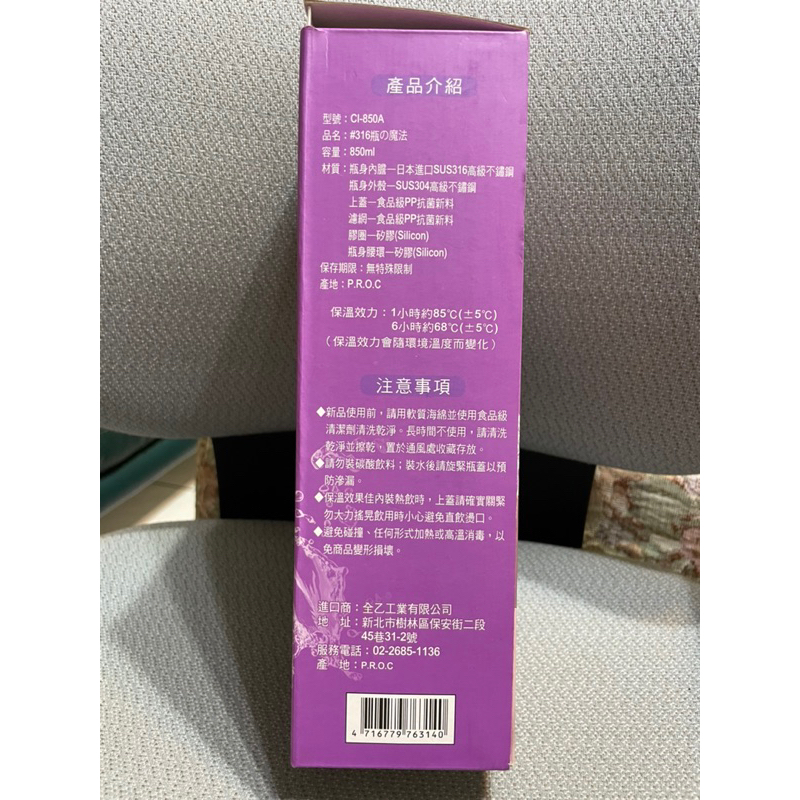 產品介紹
型號：CI-850A
品名：#316瓶の魔法
容量：850ml
材質：瓶身內膽—日本進口SUS316高級不鏽鋼
瓶身外殼—SUS304高級不鏽鋼
上蓋—食品級PP抗菌新料
濾網—食品級PP抗菌新料
膠圈—矽膠(Silicon)
瓶身腰環—矽膠(Silicon)
保存期限：無特殊限制
產地：P.R.O.C
保溫效力：1小時約85℃(±5℃)
6小時約68℃(±5℃)
（保溫效力會隨環境溫度而變化）
注意事項
◆新品使用前，請用軟質海綿並使用食品級
清潔劑清洗乾淨。長時間不使用，請清洗
乾淨並擦乾，置於通風處收藏存放。
◆請勿裝碳酸飲料；裝水後請旋緊瓶蓋以預
防滲漏。
◆保溫效果佳內裝熱飲時，上蓋請確實關緊
勿大力搖晃飲用時小心避免直飲燙口。
◆避免碰撞、任何形式加熱或高溫消毒，以
免商品變形損壞。
進口商：全乙工業有限公司
地 址：新北市樹林區保安街二段
45巷31-2號
服務電話：02-2685-1136
產 地：P.R.O.C
4 716779 763140